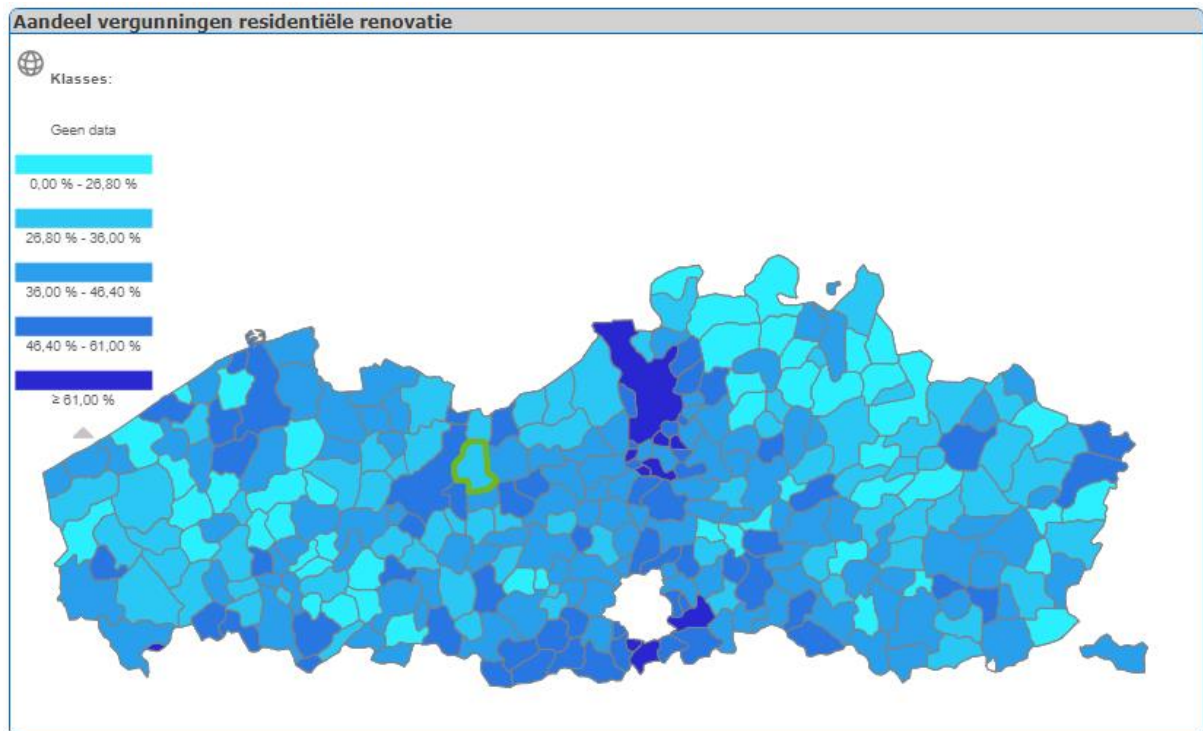 Aandeel vergunningen residentiële renovatie
Klasses:
Geen data
0,00 % - 26,80 %
26,80 % - 36,00 %
36,00 % - 46,40 %
46,40 % - 61,00 %
≥ 61,00 %